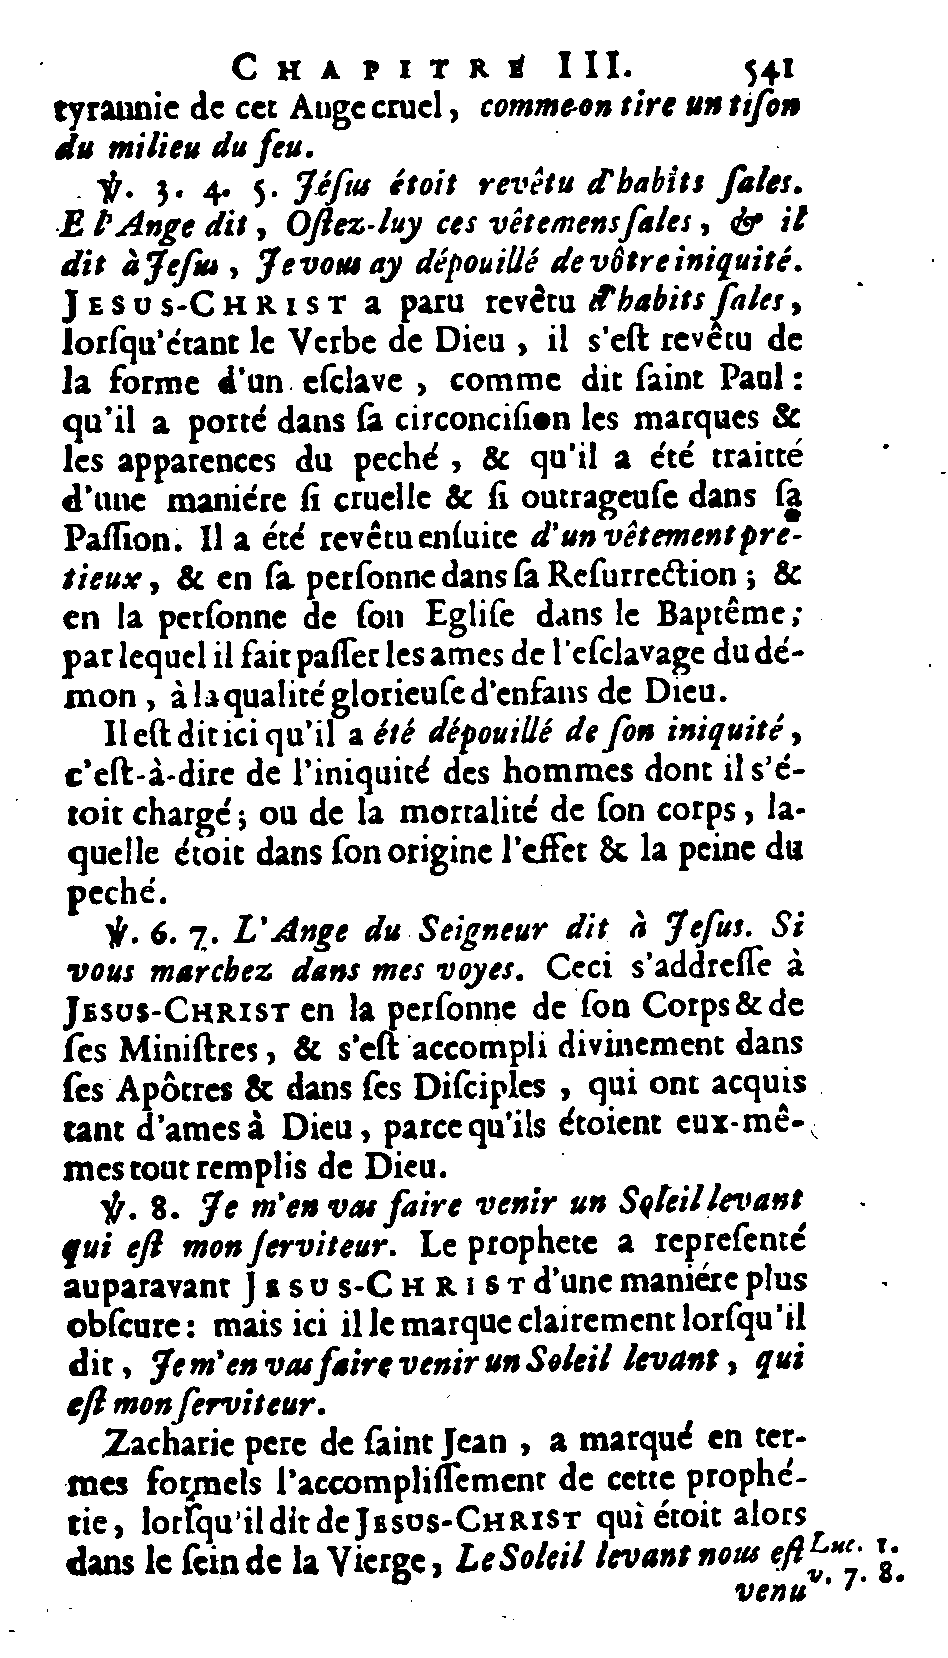 CHAPITRE III. 541
tyrannie de cet Ange cruel, comme on tire un tiſon
du milieu du feu.
℣. 3. 4. 5. Jéſus étoit revêtu d'habits ſales.
E l'Ange dit, Oſtez-luy ces vêtemens ſales, & il
dit à Jeſus, Je vous ay dépouillé de vôtre iniquité.
JESUS-CHRIST a paru revêtu d'habits ſales,
lorſqu'étant le Verbe de Dieu, il s'eſt revêtu de
la forme d'un eſclave, comme dit ſaint Paul:
qu'il a porté dans ſa circonciſion les marques &
les apparences du peché, & qu'il a été traitté
d'une maniére ſi cruelle & ſi outrageuſe dans ſa
Paſſion. Il a été revêtu enſuite d'un vêtement pre-
tieux, & en ſa perſonne dans ſa Reſurrection; &
en la perſonne de ſon Egliſe dans le Baptême;
par lequel il fait paſſer les ames de l'eſclavage du dé-
mon, à la qualité glorieuſe d'enfans de Dieu.
Il eſt dit ici qu'il a été dépouillé de ſon iniquité,
c'eſt-à-dire de l'iniquité des hommes dont il s'é-
toit chargé; ou de la mortalité de ſon corps, la-
quelle étoit dans ſon origine l'effet & la peine du
peché.
℣. 6. 7. L'Ange du Seigneur dit à Jeſus. Si
vous marchez dans mes voyes. Ceci s'addreſſe à
JESUS-CHRIST en la perſonne de ſon Corps & de
ſes Miniſtres, & s'eſt accompli divinement dans
ſes Apôtres & dans ſes Diſciples, qui ont acquis
tant d'ames à Dieu, parce qu'ils étoient eux-mê-
mes tout remplis de Dieu.
℣. 8. Je m'en vas faire venir un Soleil levant
qui eſt mon ſerviteur. Le prophete a repreſenté
auparavant JESUS-CHRIST d'une maniére plus
obſcure: mais ici il le marque clairement lorſqu'il
dit, Je m'en vas faire venir un Soleil levant, qui
eſt mon ſerviteur.
Zacharie pere de ſaint Jean, a marqué en ter-
mes formels l'accompliſſement de cette prophé-
tie, lorſqu'il dit de JESUS-CHRIST qui étoit alors
dans le ſein de la Vierge, Le Soleil levant nous eſt Luc. 1.
venu v. 7. 8.